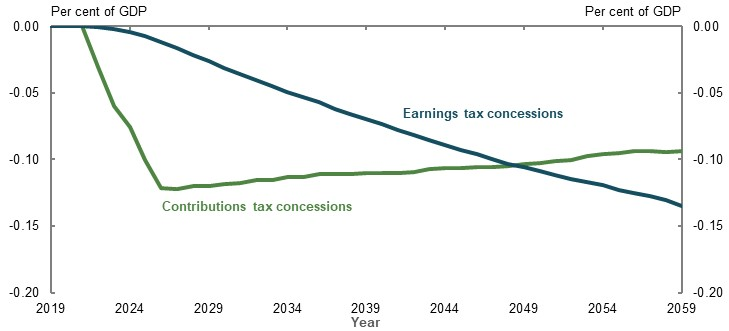 Per cent of GDP Per cent of GDP
0.00 0.00
-0.05 -0.05
Earnings tax concessions
-0.10 -0.10
Contributions tax concessions
-0.15 -0.15
-0.20 -0.20
2019 2024 2029 2034 2039 2044 2049 2054 2059
Year